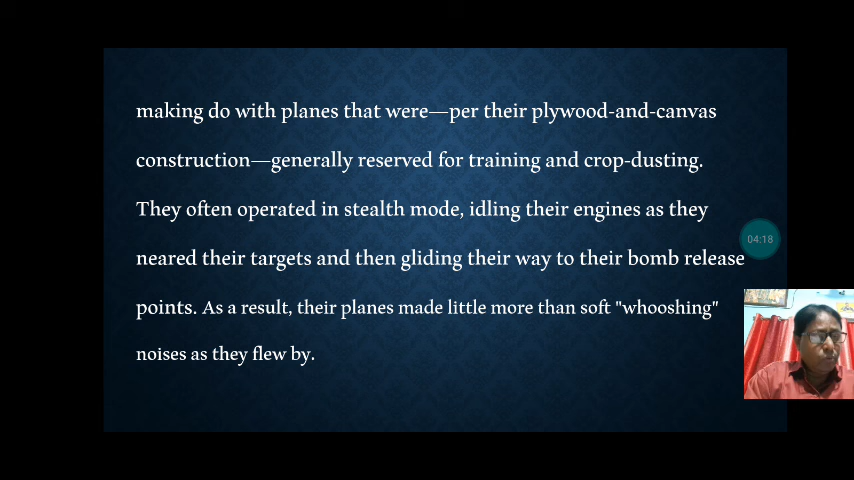 making do with planes that were—per their plywood-and-canvas
construction—generally reserved for training and crop-dusting.
They often operated in stealth mode, idling their engines as they
04:18
neared their targets and then gliding their way to their bomb release
points. As a result, their planes made little more than soft "whooshing"
noises as they flew by.